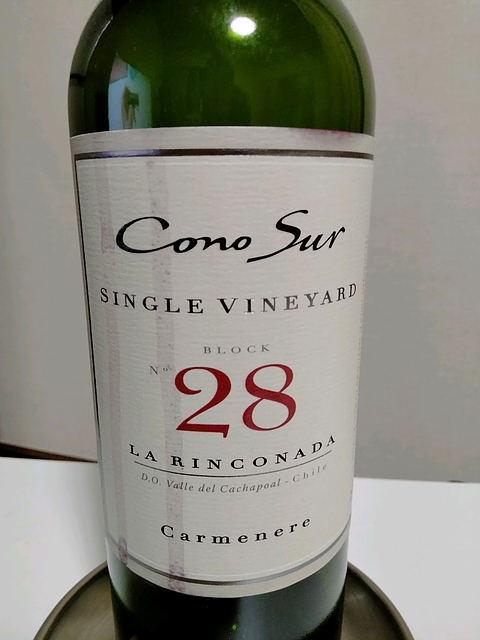 Cono Sur
SINGLE VINEYARD
BLOCK
Nº 28
LA RINCONADA
D.O. Valle del Cachapoal - Chile
Carmenere